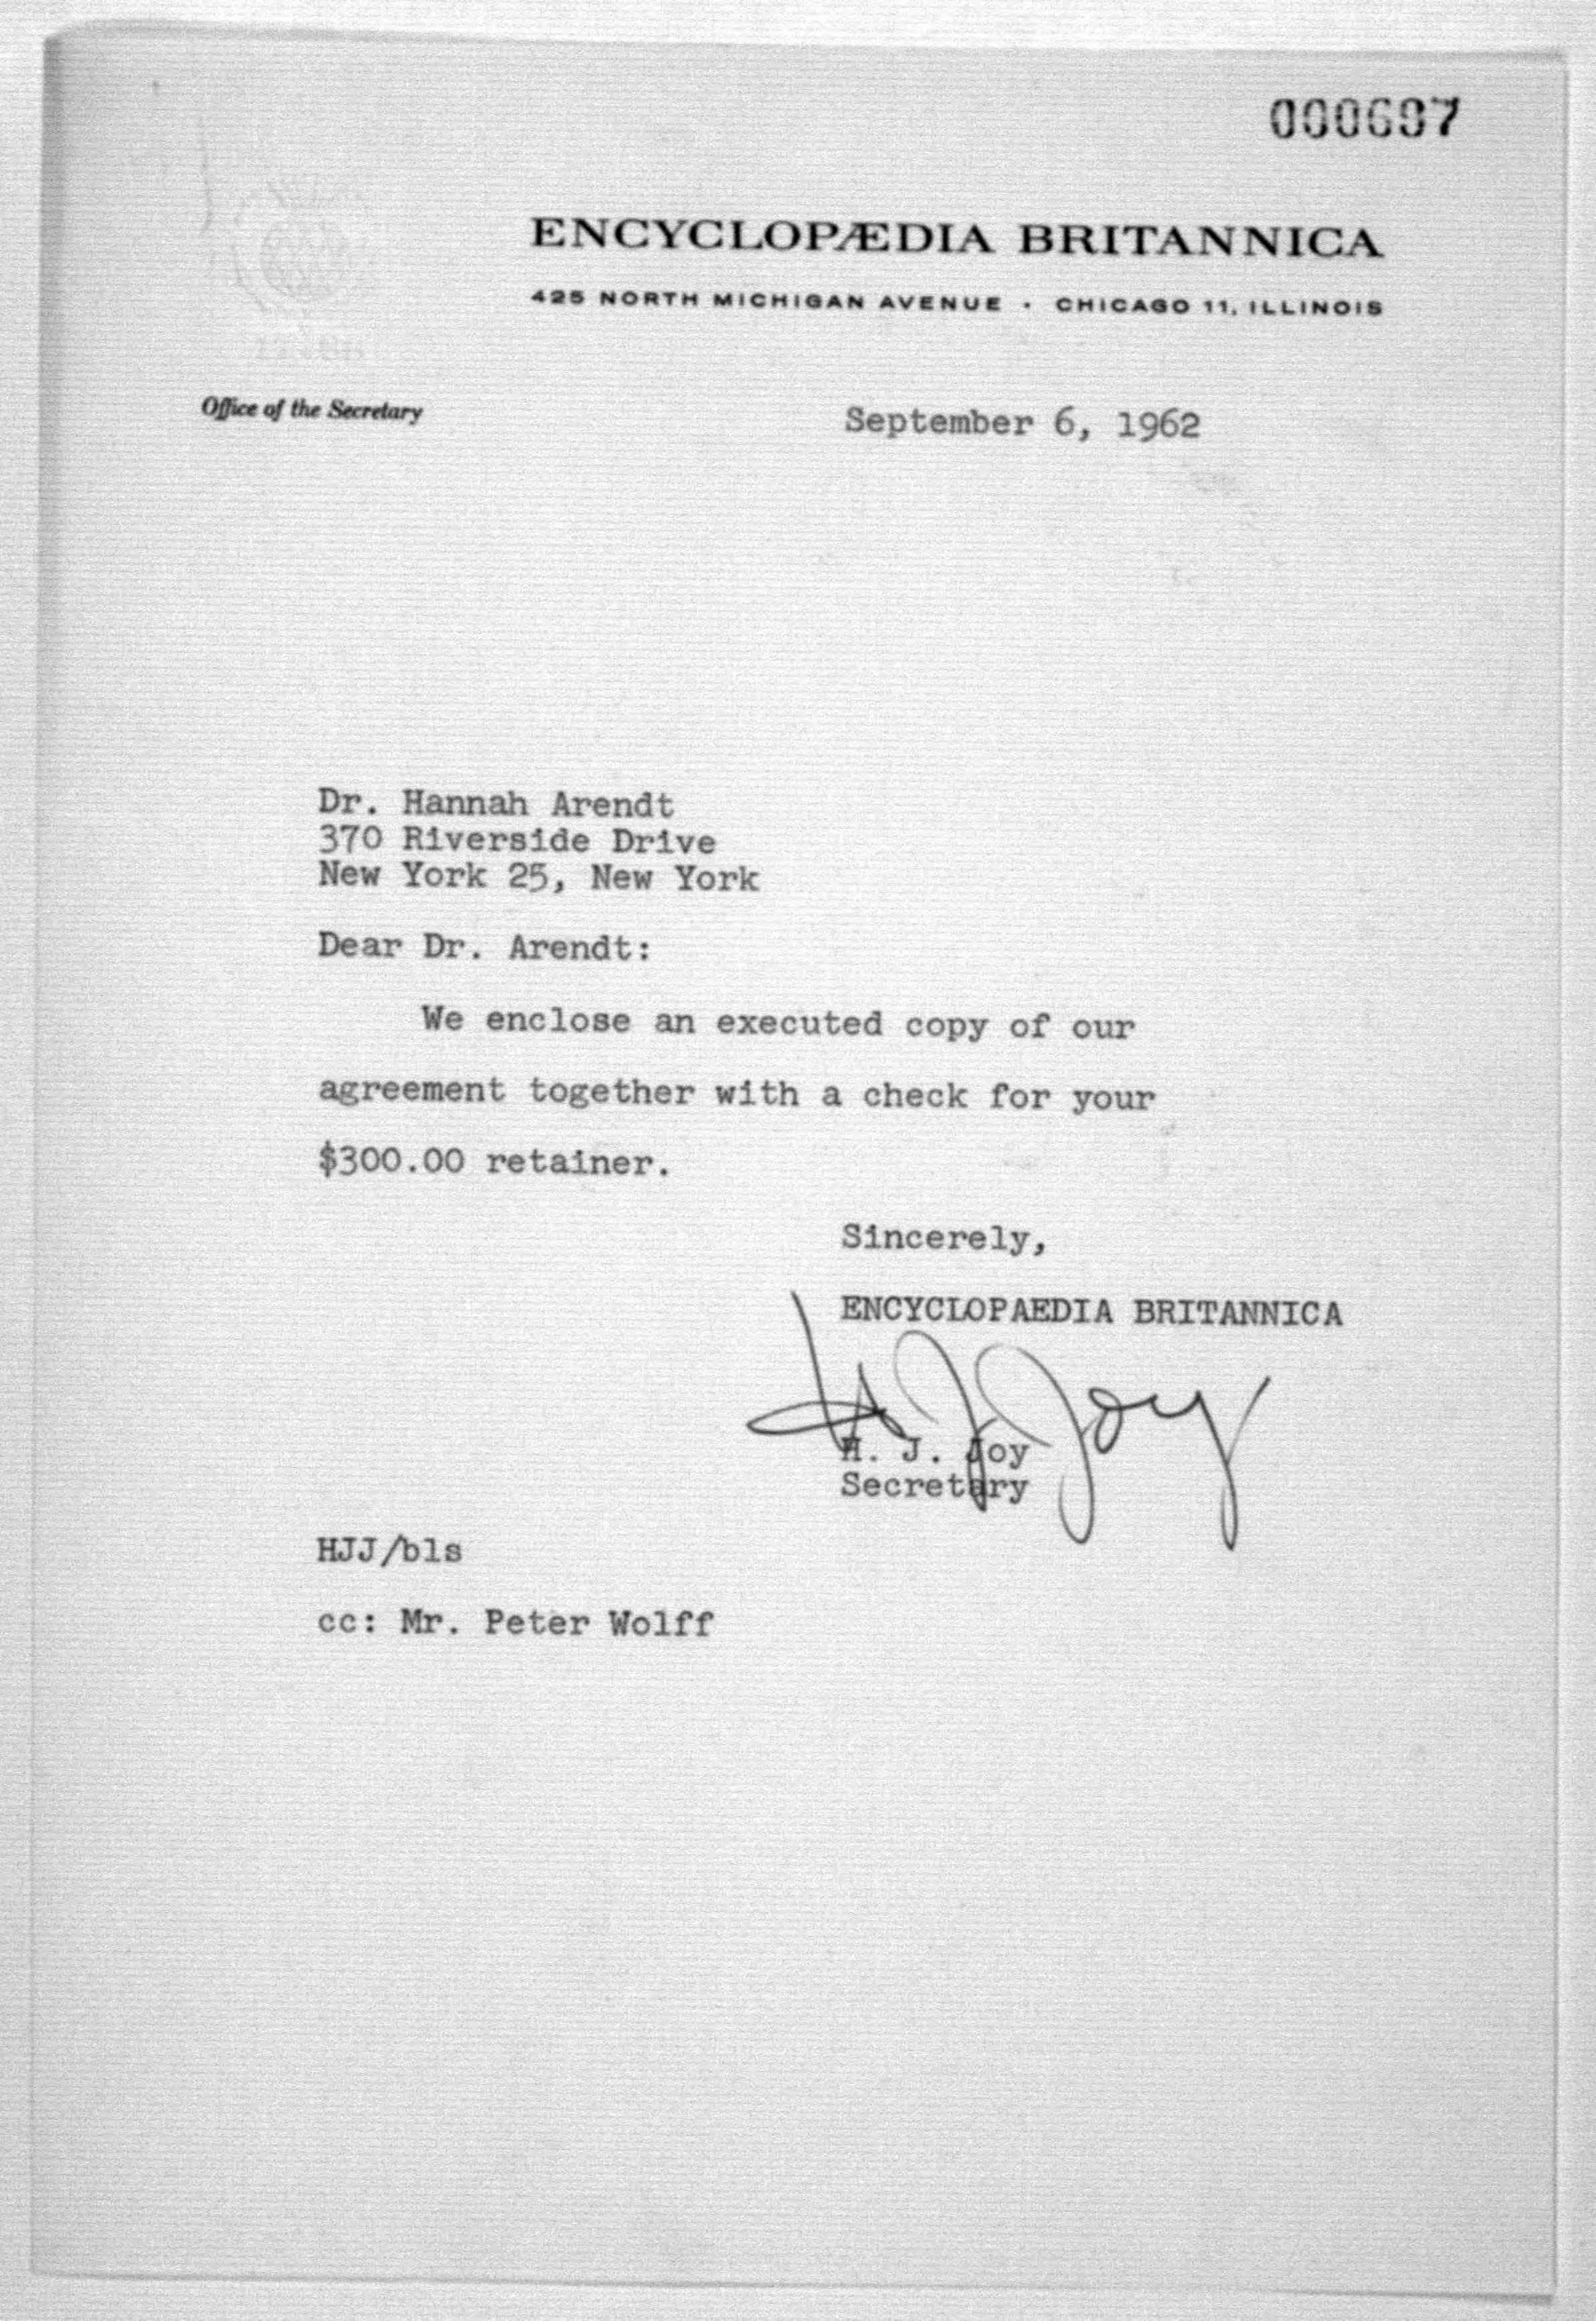 000607
ENCYCLOPÆDIA BRITANNICA
425 NORTH MICHIGAN AVENUE · CHICAGO 11, ILLINOIS
Office of the Secretary
September 6, 1962
Dr. Hannah Arendt
370 Riverside Drive
New York 25, New York
Dear Dr. Arendt:
We enclose an executed copy of our
agreement together with a check for your
$300.00 retainer.
Sincerely,
ENCYCLOPAEDIA BRITANNICA
H. J. Joy
H. J. Joy
Secretary
HJJ/bls
cc: Mr. Peter Wolff